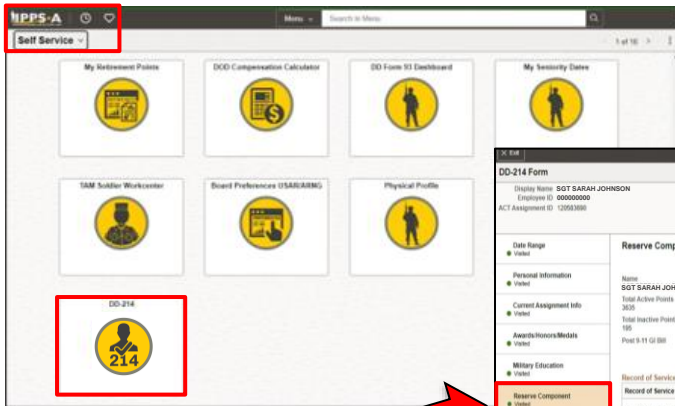 IPPS-A
Menu
Search in Menu
Self Service
1 of 16
My Retirement Points
DOD Compensation Calculator
DD Form 93 Dashboard
My Seniority Dates
TAM Soldier Workcenter
Board Preferences USAR/ARNG
Physical Profile
DD-214
214
X Exit
DD-214 Form
Display Name SGT SARAH JOHNSON
Employee ID 000000000
ACT Assignment ID
Date Range
Visited
Personal Information
Visited
Current Assignment Info
Visited
Awards/Honors/Medals
Visited
Military Education
Visited
Reserve Component
Visited
Reserve Comp
Name
SGT SARAH JOH
Total Active Points
3635
Total Inactive Point
195
Post 9-11 GI Bill
Record of Service
Record of Service